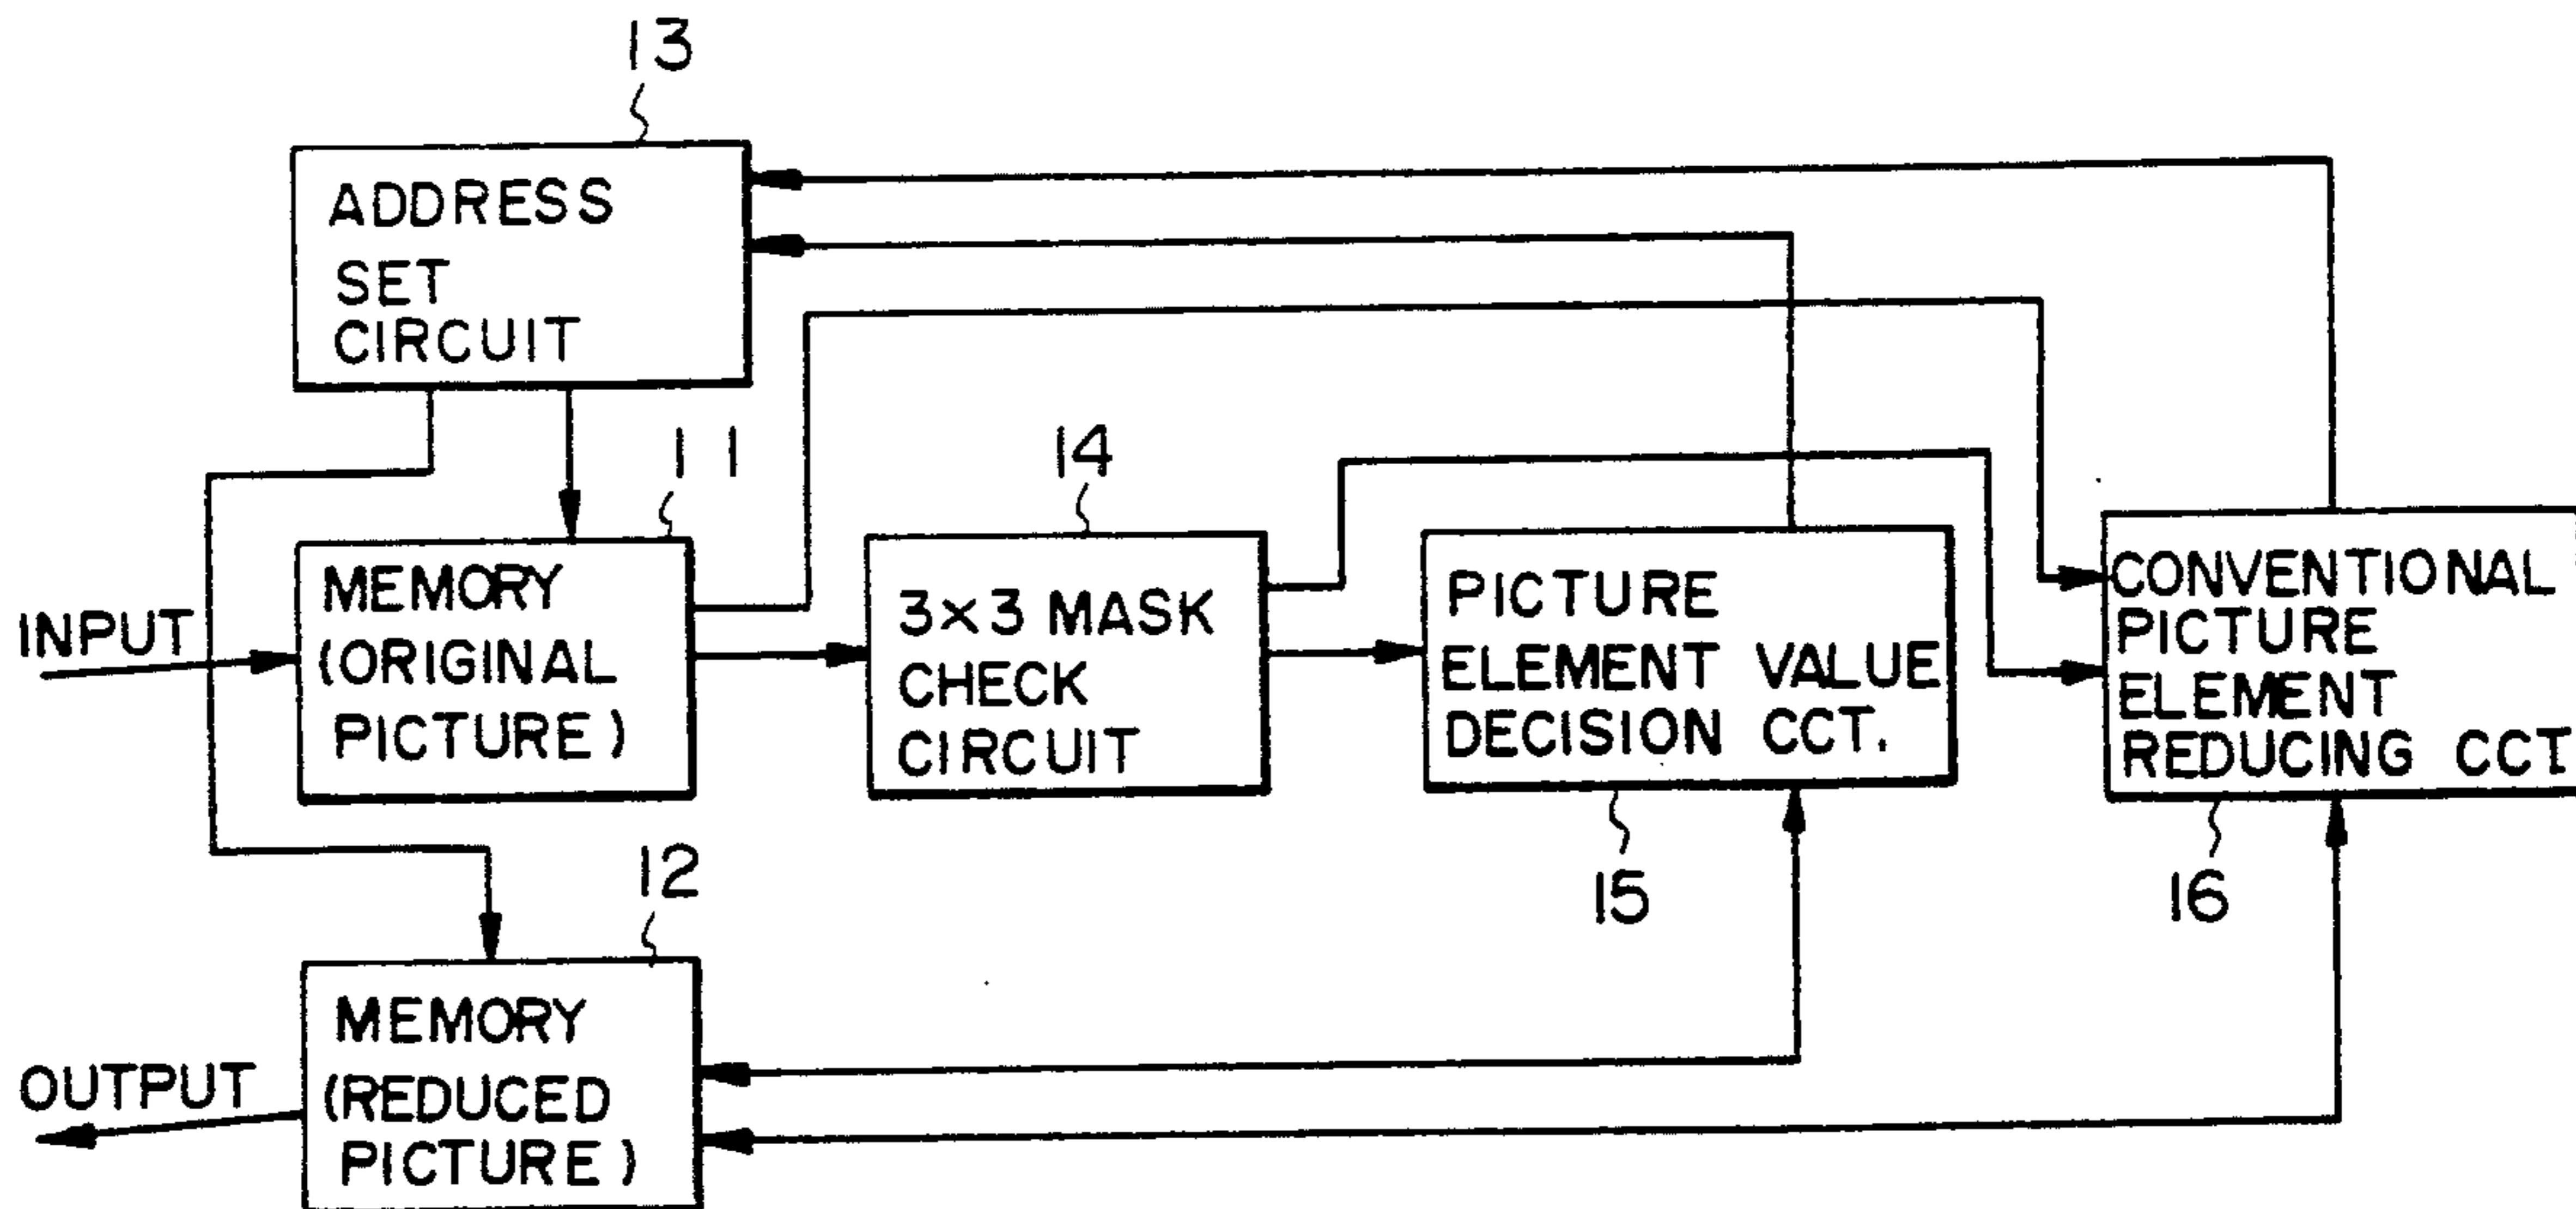 13
ADDRESS
SET
CIRCUIT
11
14
INPUT
MEMORY
(ORIGINAL
PICTURE)
3×3 MASK
CHECK
CIRCUIT
PICTURE
ELEMENT VALUE
DECISION CCT.
CONVENTIONAL
PICTURE
ELEMENT
REDUCING CCT.
12
15
16
OUTPUT
MEMORY
(REDUCED
PICTURE)